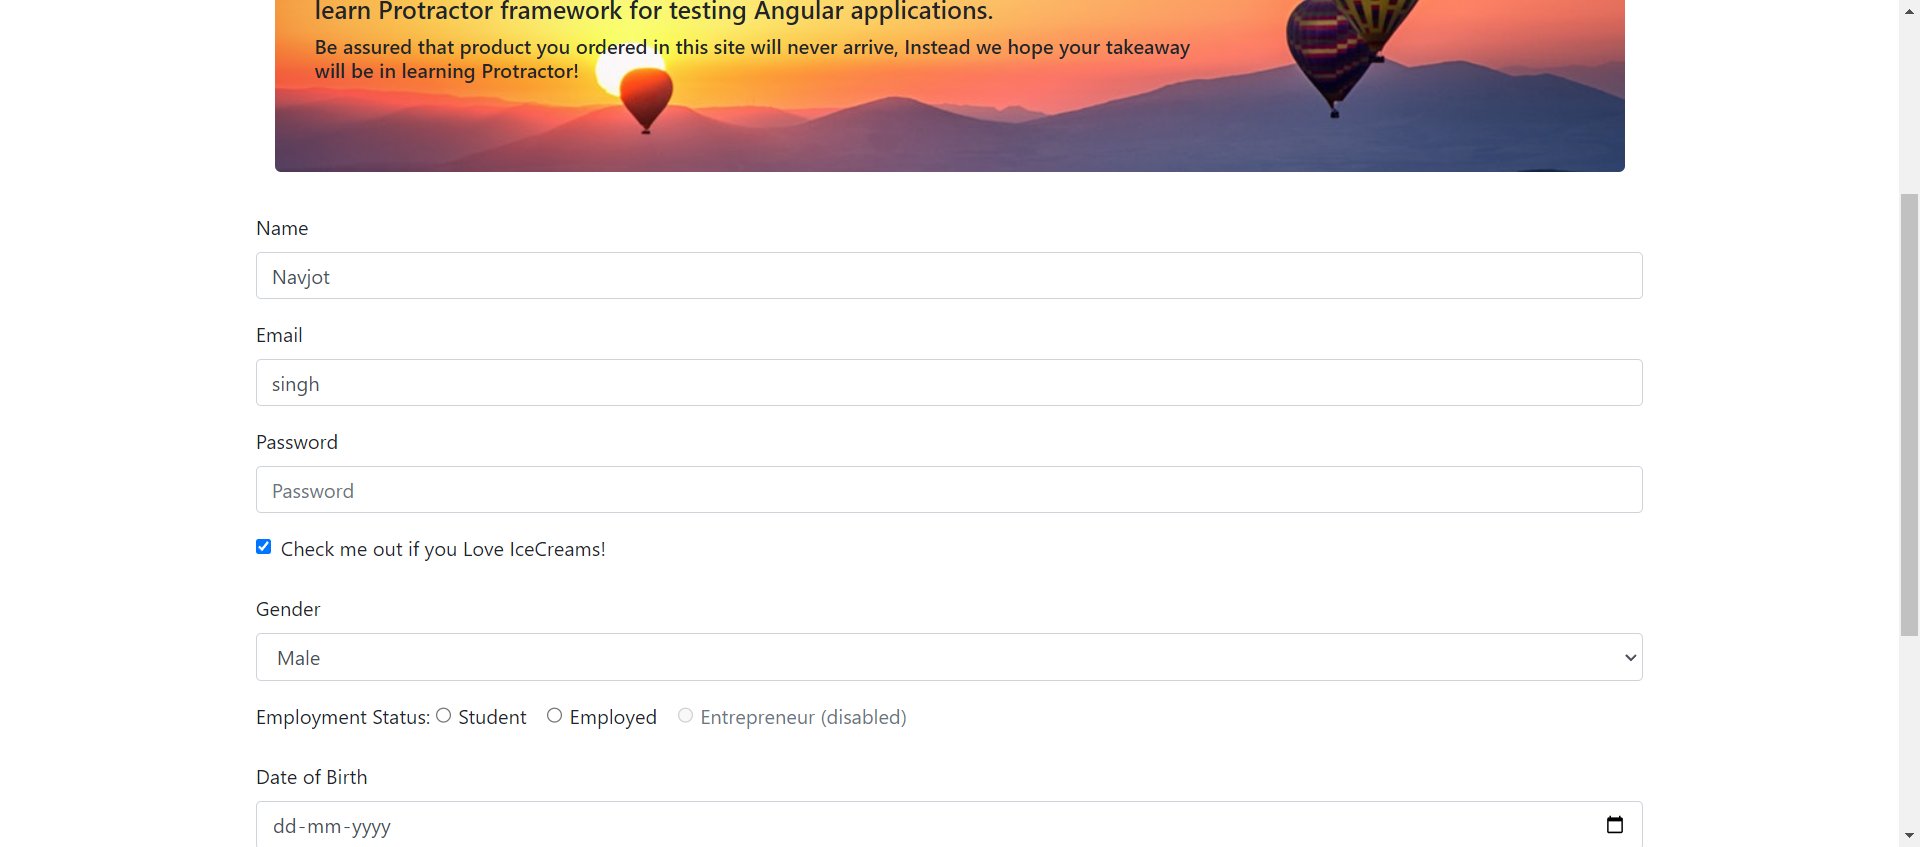 learn Protractor framework for testing Angular applications.
Be assured that product you ordered in this site will never arrive, Instead we hope your takeaway
will be in learning Protractor!
Name
Navjot
Email
singh
Password
Password
Check me out if you Love IceCreams!
Gender
Male
Employment Status: Student Employed Entrepreneur (disabled)
Date of Birth
dd-mm-yyyy